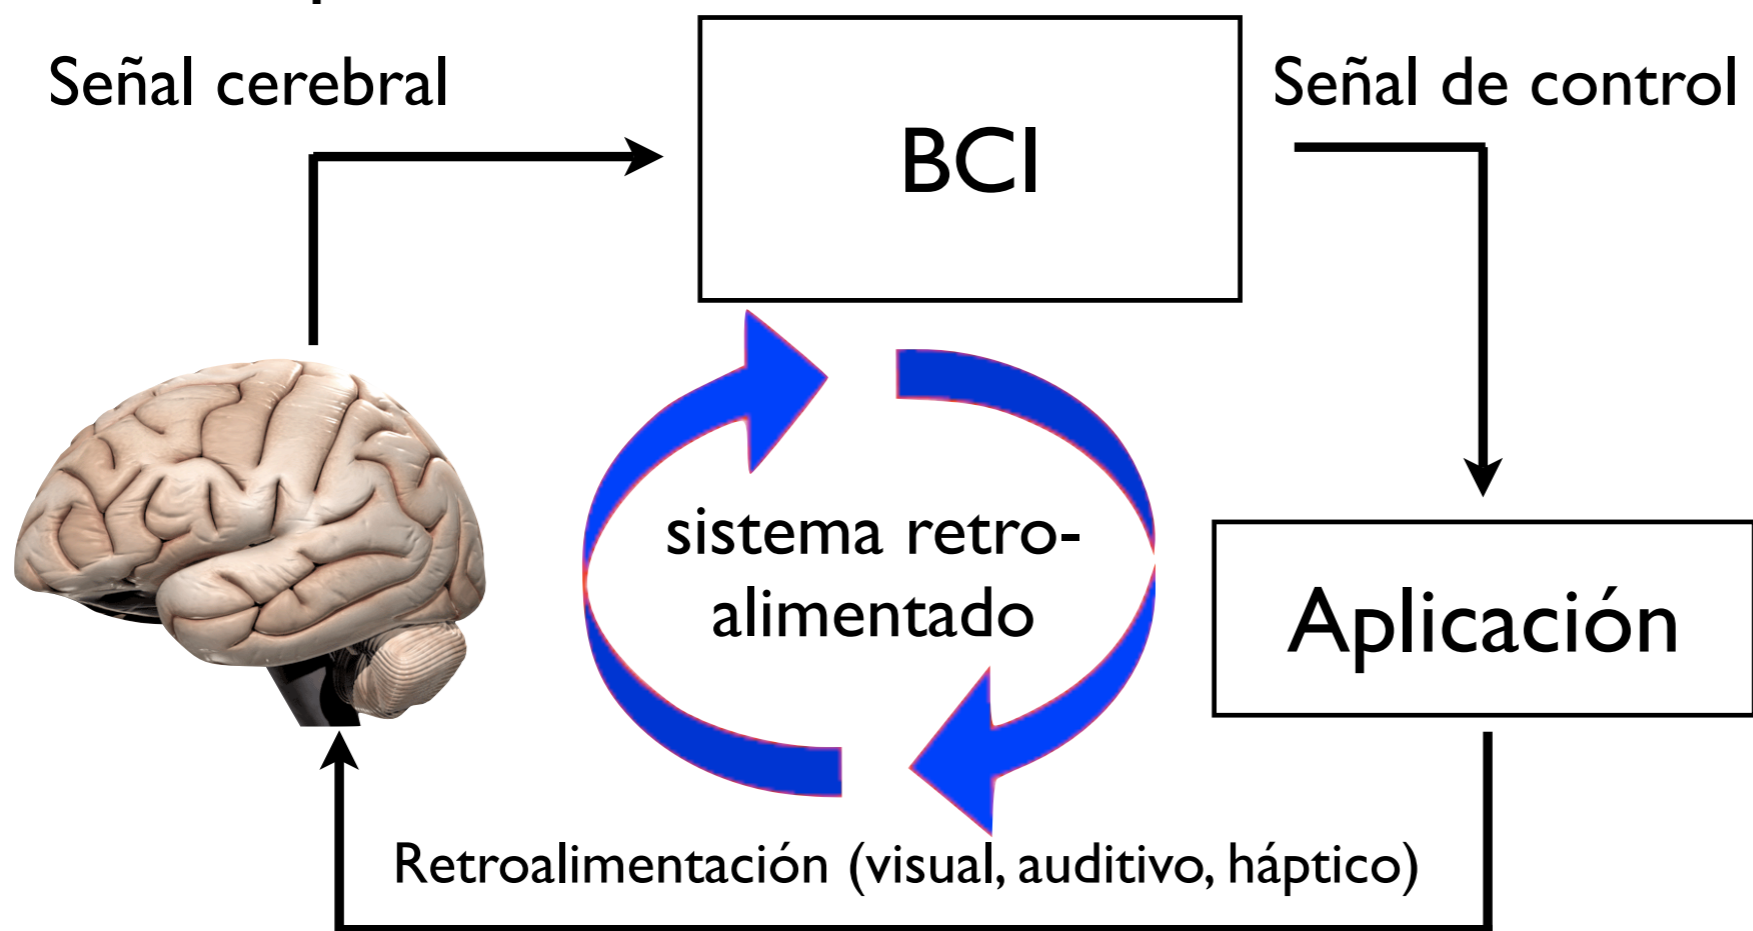 Señal cerebral
BCI
Señal de control
sistema retro-
alimentado
Aplicación
Retroalimentación (visual, auditivo, háptico)